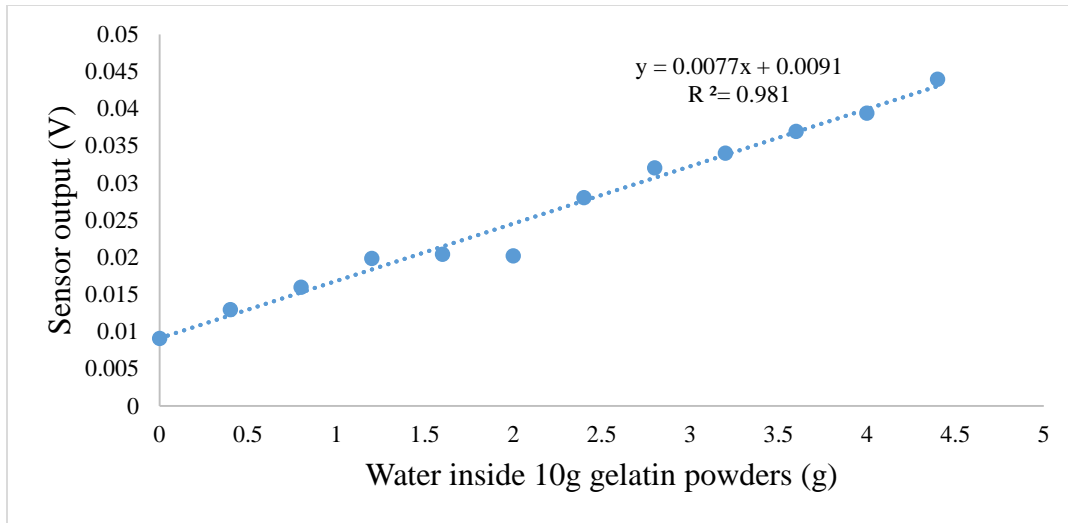 0.05
0.045
0.04
0.035
0.03
0.025
0.02
0.015
0.01
0.005
0
Sensor output (V)
y = 0.0077x + 0.0091
R ²= 0.981
0 0.5 1 1.5 2 2.5 3 3.5 4 4.5 5
Water inside 10g gelatin powders (g)